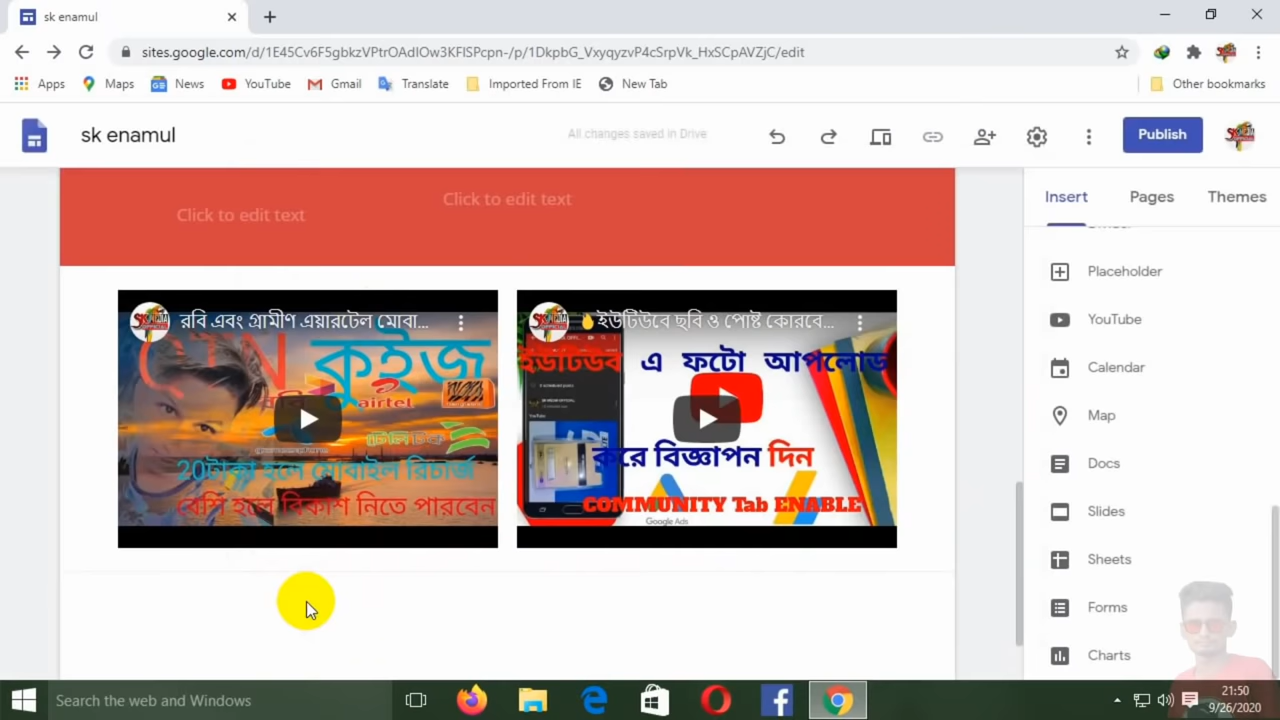 sk enamul
sites.google.com/d/1E45Cv6F5gbkzVPtrOAdIOw3KFlSPcpn-/p/1DkpbG_VxyqyzvP4cSrpVk_HxSCpAVZjC/edit
Apps Maps News YouTube Gmail Translate Imported From IE New Tab Other bookmarks
sk enamul
All changes saved in Drive
Publish
Insert Pages Themes
Click to edit text
Click to edit text
Placeholder
YouTube
Calendar
Map
Docs
Slides
Sheets
Forms
Charts
রবি এবং গ্রামীণ এয়ারটেল মোবা...
কুইজ
airtel
20টাকা হলে মোবাইল রিচার্জ
বেসি হলে বিকাশ নিতে পারবেন
ইউটিউবে ছবি ও পোষ্ট কোরবে...
ইউটিউব এ ফটো আপলোড
করে বিজ্ঞাপন দিন
COMMUNITY Tab ENABLE
Google Ads
Search the web and Windows
21:50
9/26/2020